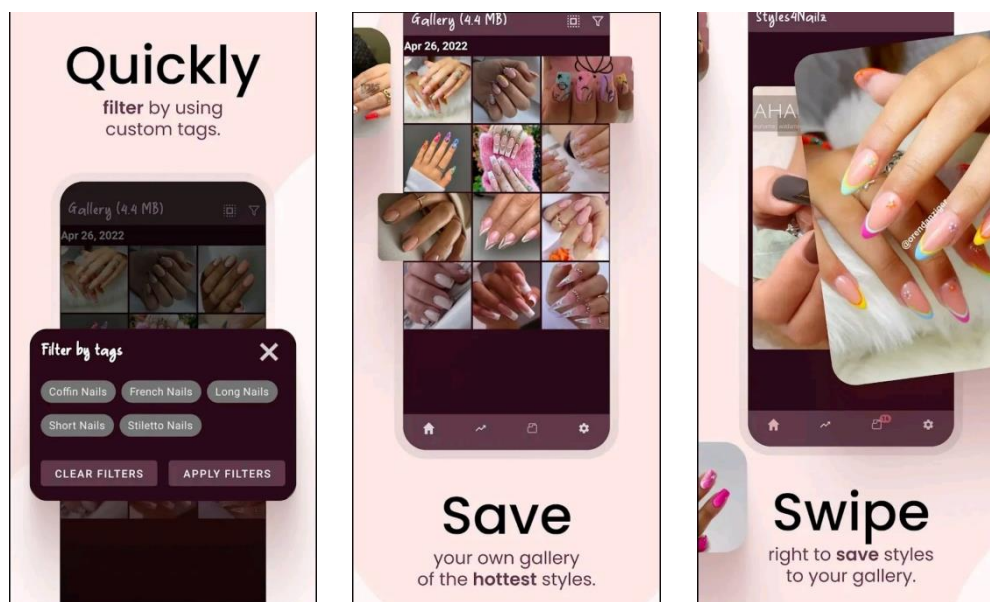 Quickly
filter by using
custom tags.
Gallery (4.4 MB)
Apr 26, 2022
Filter by tags
Coffin Nails
French Nails
Long Nails
Short Nails
Stiletto Nails
CLEAR FILTERS
APPLY FILTERS
Gallery (4.4 MB)
Apr 26, 2022
Save
your own gallery
of the hottest styles.
Styles4Nailz
AHA
Swipe
right to save styles
to your gallery.